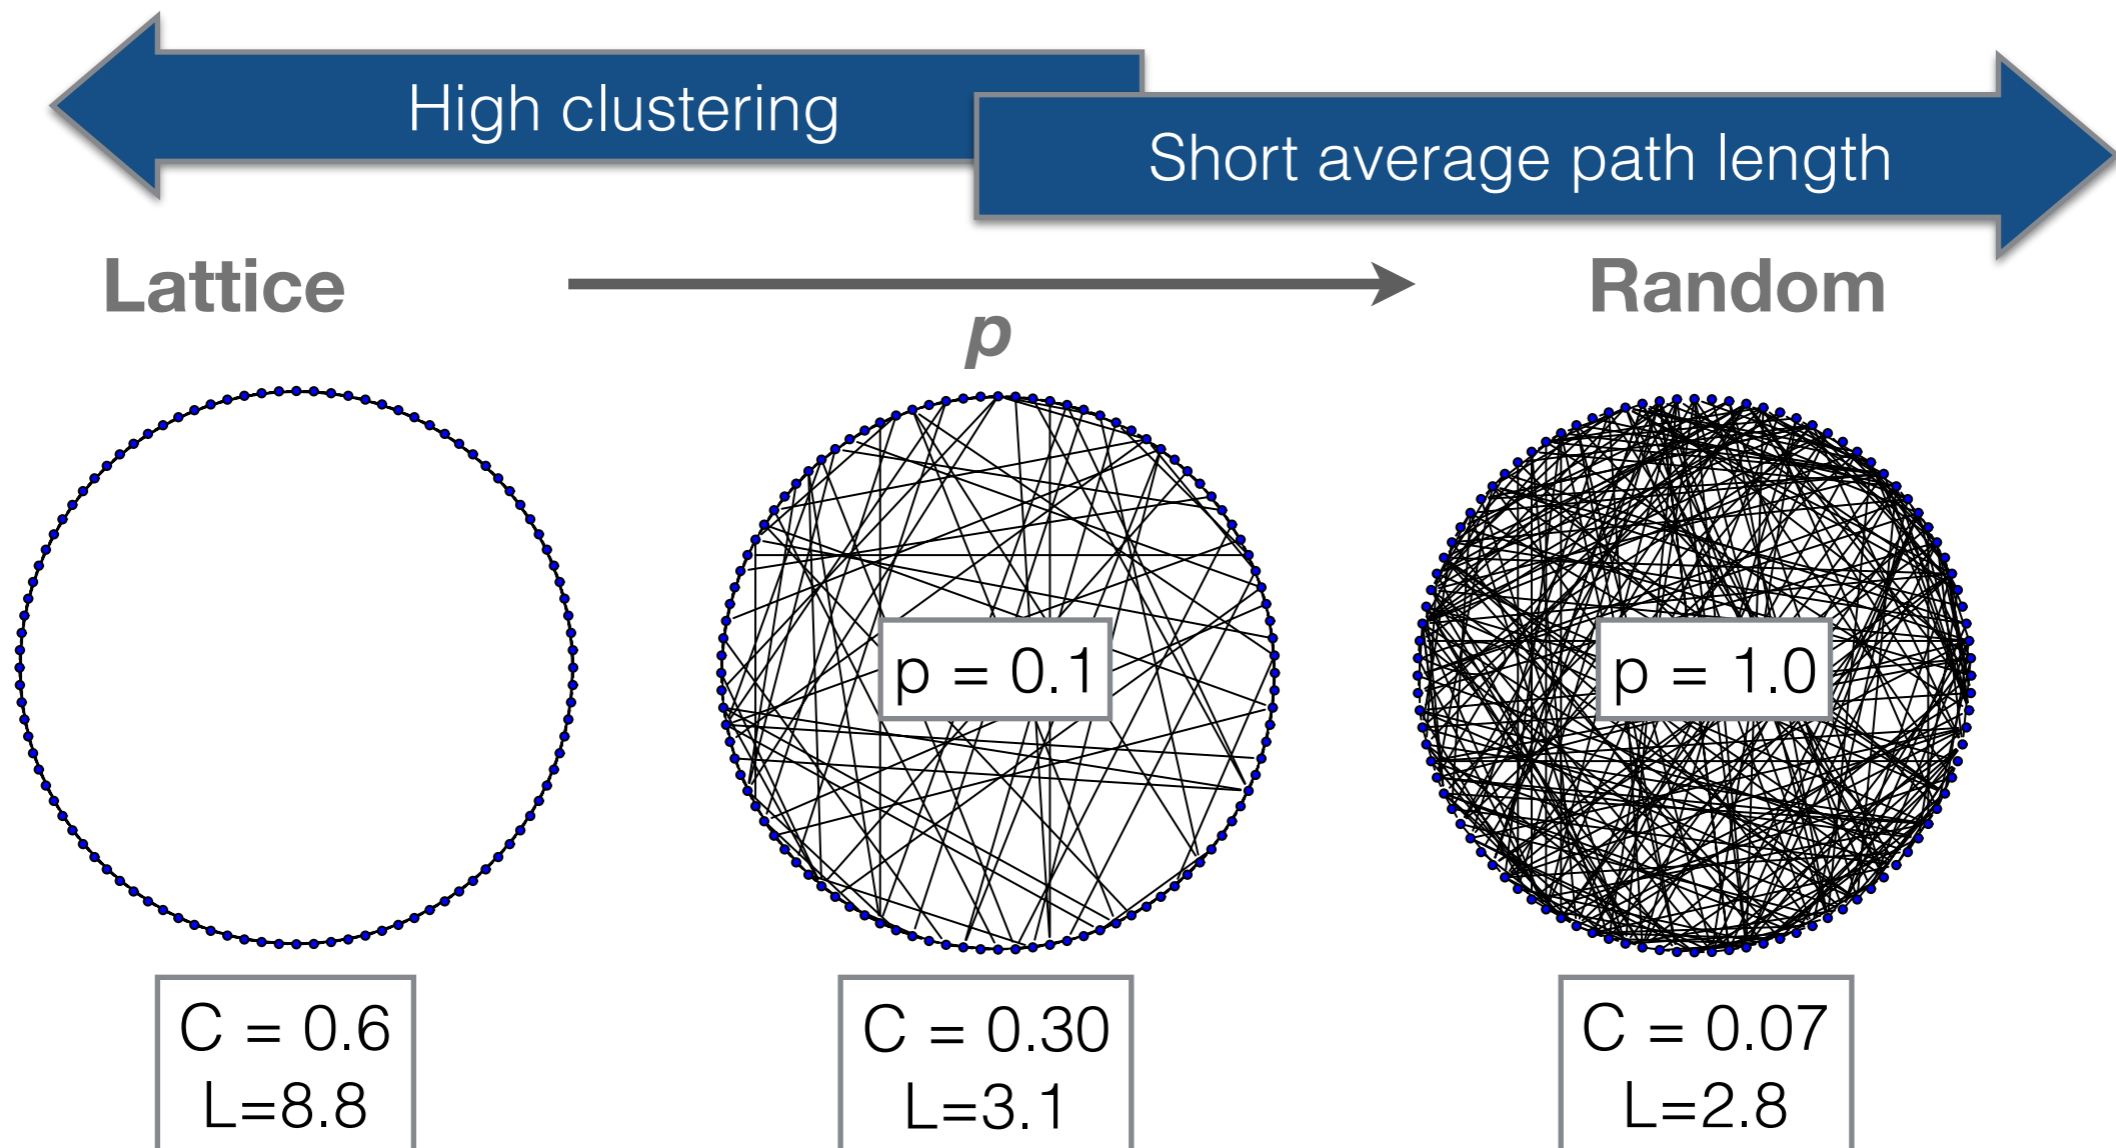 High clustering
Short average path length
Lattice
p
Random
p = 0.1
p = 1.0
C = 0.6
L=8.8
C = 0.30
L=3.1
C = 0.07
L=2.8